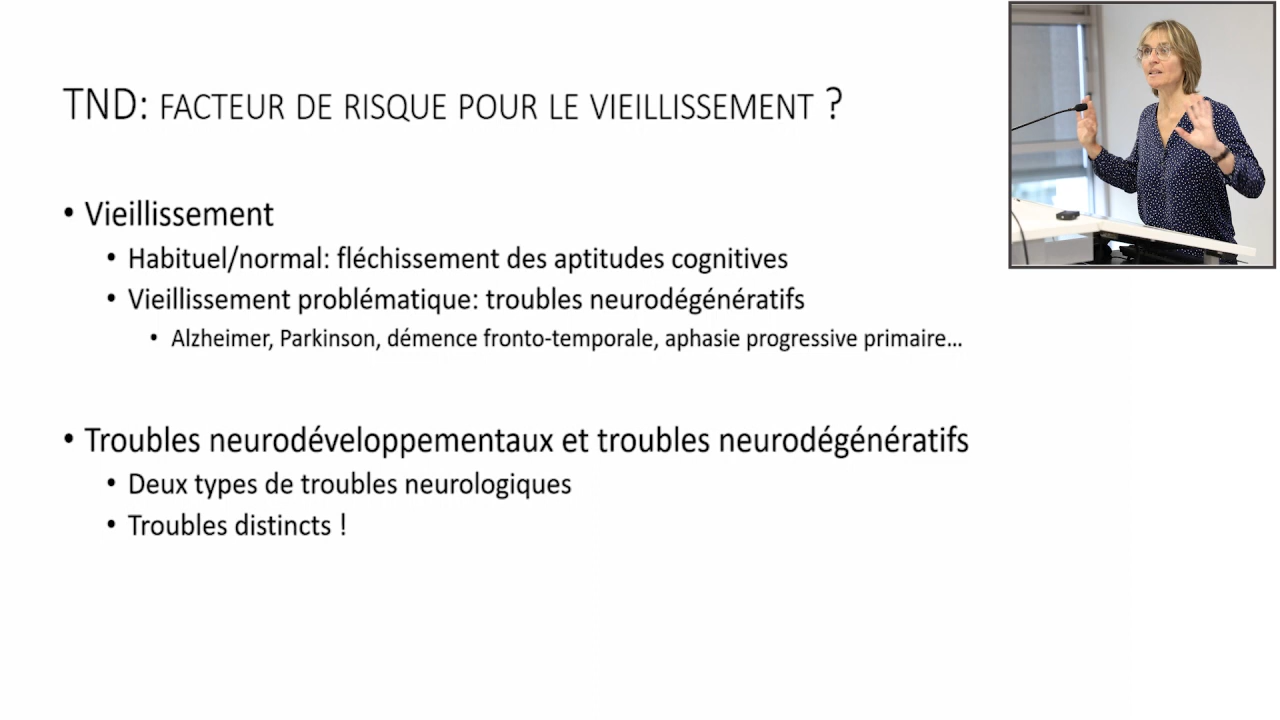 TND: FACTEUR DE RISQUE POUR LE VIEILLISSEMENT ?
• Vieillissement
• Habituel/normal: fléchissement des aptitudes cognitives
• Vieillissement problématique: troubles neurodégénératifs
• Alzheimer, Parkinson, démence fronto-temporale, aphasie progressive primaire...
• Troubles neurodéveloppementaux et troubles neurodégénératifs
• Deux types de troubles neurologiques
• Troubles distincts !